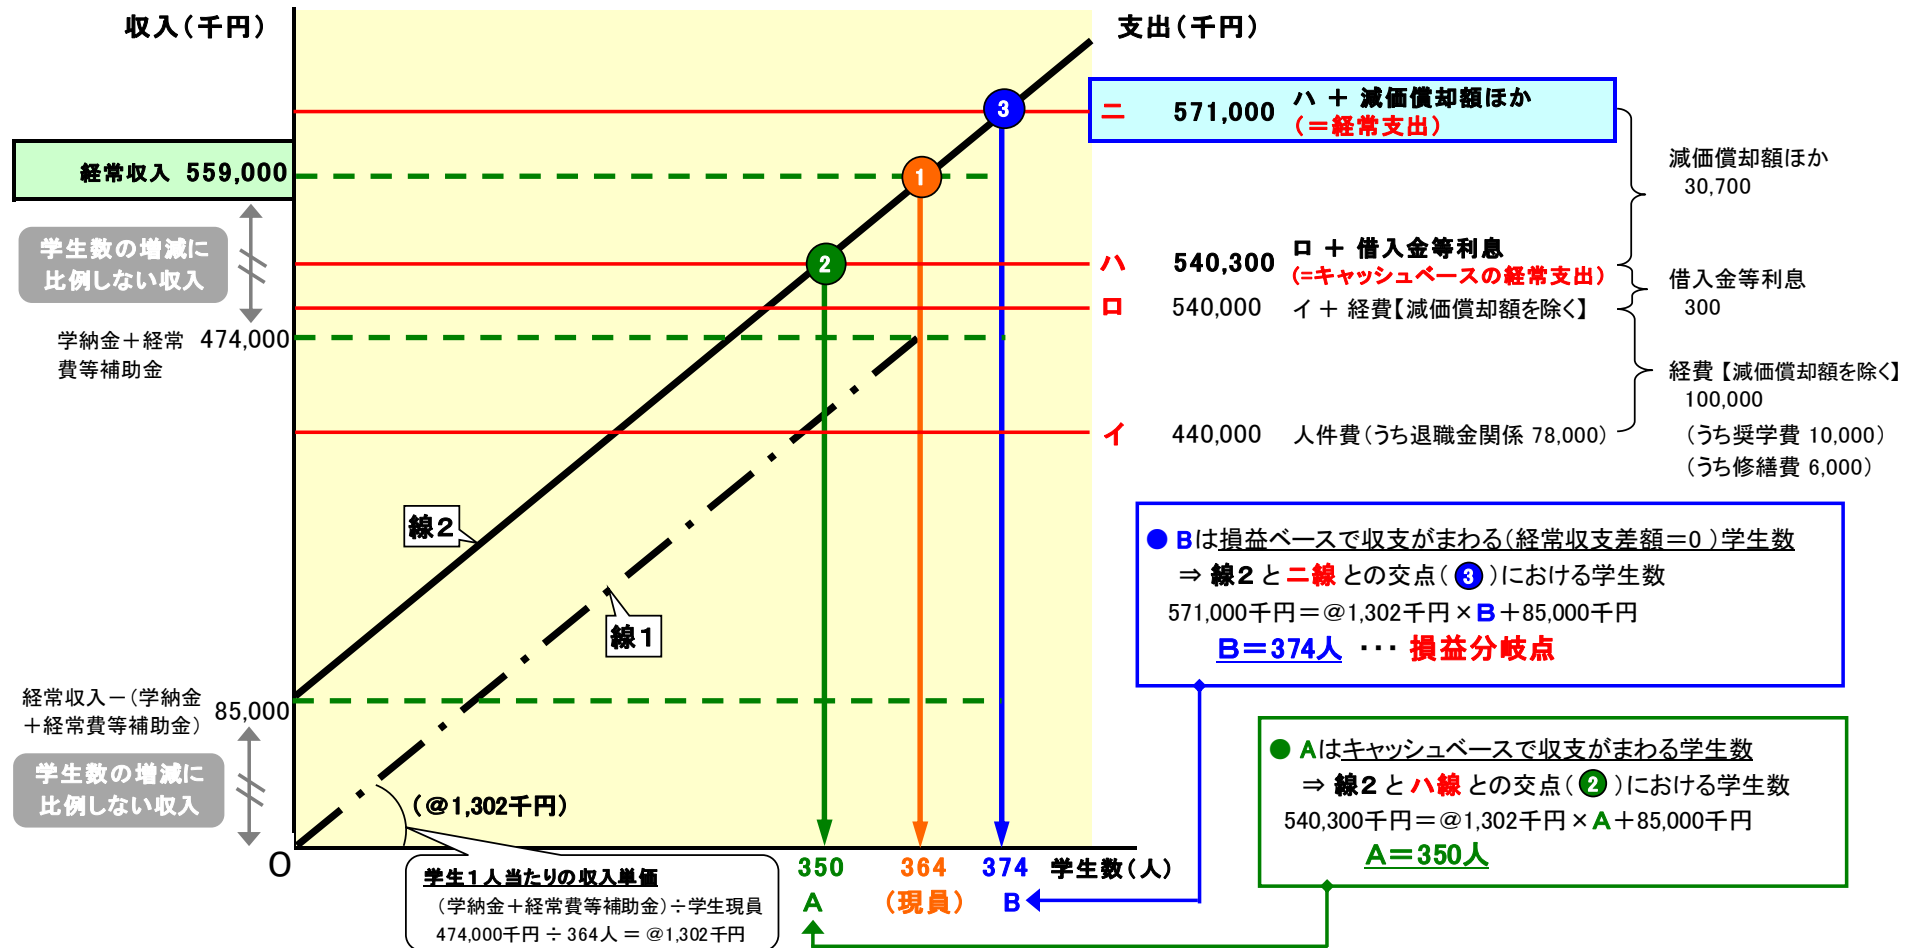 収入（千円）
支出（千円）
ニ 571,000 ハ ＋ 減価償却額ほか
（＝経常支出）
経常収入 559,000
減価償却額ほか
30,700
学生数の増減に
比例しない収入
ハ 540,300 ロ ＋ 借入金等利息
（=キャッシュベースの経常支出）
借入金等利息
300
ロ 540,000 イ ＋ 経費【減価償却額を除く】
学納金＋経常
費等補助金
474,000
経費【減価償却額を除く】
100,000
（うち奨学費 10,000）
（うち修繕費 6,000）
イ 440,000 人件費（うち退職金関係 78,000）
3
1
2
線２
線１
● Ｂは損益ベースで収支がまわる（経常収支差額＝0 ）学生数
⇒ 線２ と ニ線 との交点（ 3 ）における学生数
571,000千円＝＠1,302千円 × Ｂ＋85,000千円
Ｂ＝374人 ･･･ 損益分岐点
経常収入－（学納金
＋経常費等補助金）
85,000
学生数の増減に
比例しない収入
（＠1,302千円）
● Ａはキャッシュベースで収支がまわる学生数
⇒ 線２ と ハ線 との交点（ 2 ）における学生数
540,300千円＝＠1,302千円 × Ａ＋85,000千円
Ａ＝350人
O
350 364 374 学生数（人）
Ａ （現員） Ｂ
学生１人当たりの収入単価
（学納金＋経常費等補助金）÷学生現員
474,000千円 ÷ 364人 ＝ ＠1,302千円